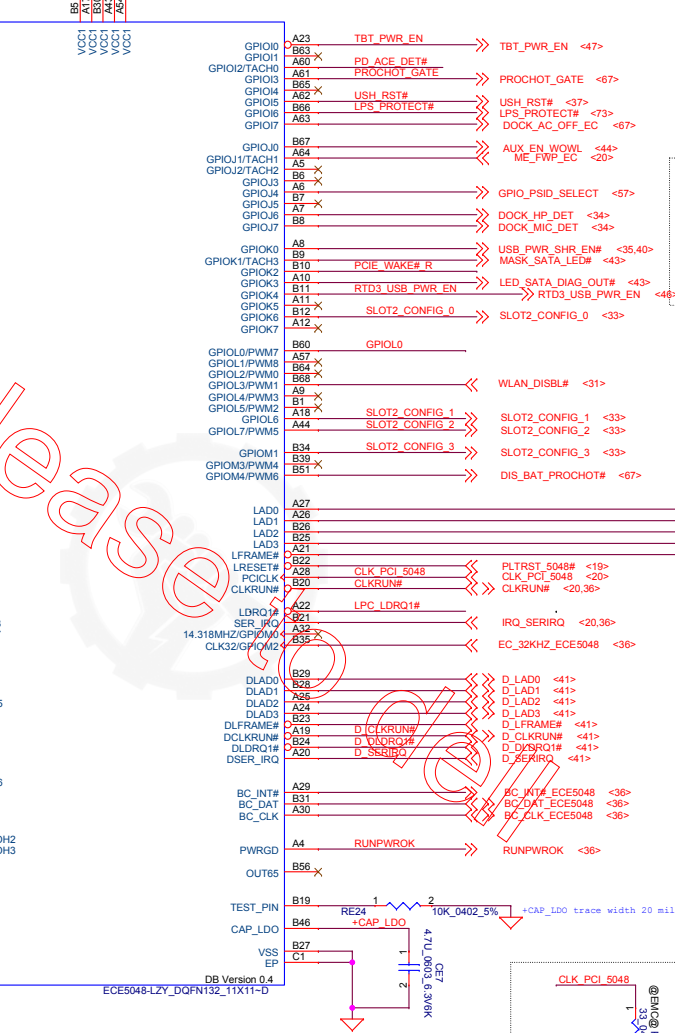 B5 A1 B3 A4 A54
VCC1 VCC1 VCC1 VCC1 VCC1
GPIOI0 A23 TBT_PWR_EN TBT_PWR_EN <47>
GPIOI1 B63
GPIOI2/TACH0 A60 PD_ACE_DET#
GPIOI3 A61 PROCHOT_GATE PROCHOT_GATE <67>
GPIOI4 B65
GPIOI5 A62 USH_RST# USH_RST# <37>
GPIOI6 B66 LPS_PROTECT# LPS_PROTECT# <73>
GPIOI7 A63 DOCK_AC_OFF_EC <67>
GPIOJ0 B67 AUX_EN_WOWL <44>
GPIOJ1/TACH1 A64 ME_FWP_EC <20>
GPIOJ2/TACH2 A5
GPIOJ3 B6
GPIOJ4 A6 GPIO_PSID_SELECT <57>
GPIOJ5 B7
GPIOJ6 A7 DOCK_HP_DET <34>
GPIOJ7 B8 DOCK_MIC_DET <34>
GPIOK0 A8 USB_PWR_SHR_EN# <35,40>
GPIOK1/TACH3 B9 MASK_SATA_LED# <43>
GPIOK2 B10 PCIE_WAKE#_R
GPIOK3 A10 LED_SATA_DIAG_OUT# <43>
GPIOK4 B11 RTD3_USB_PWR_EN RTD3_USB_PWR_EN <46>
GPIOK5 A11
GPIOK6 B12 SLOT2_CONFIG_0 SLOT2_CONFIG_0 <33>
GPIOK7 A12
GPIOL0/PWM7 B60 GPIOL0
GPIOL1/PWM8 A57
GPIOL2/PWM0 B64
GPIOL3/PWM1 B68 WLAN_DISBL# <31>
GPIOL4/PWM3 A9
GPIOL5/PWM2 B1
GPIOL6 A18 SLOT2_CONFIG_1 SLOT2_CONFIG_1 <33>
GPIOL7/PWM5 A44 SLOT2_CONFIG_2 SLOT2_CONFIG_2 <33>
GPIOM1 B34 SLOT2_CONFIG_3 SLOT2_CONFIG_3 <33>
GPIOM3/PWM4 B39
GPIOM4/PWM6 B51 DIS_BAT_PROCHOT# <67>
LAD0 A27
LAD1 A26
LAD2 B26
LAD3 B25
LFRAME# A21
LRESET# B22 PLTRST_5048# <19>
PCICLK A28 CLK_PCI_5048 CLK_PCI_5048 <20>
CLKRUN# B20 CLKRUN# CLKRUN# <20,36>
LDRQ1# A22 LPC_LDRQ1#
SER_IRQ B21 IRQ_SERIRQ <20,36>
14.318MHZ/GPIOM0 A32
CLK32/GPIOM2 B35 EC_32KHZ_ECE5048 <36>
DLAD0 B29 D_LAD0 <41>
DLAD1 B28 D_LAD1 <41>
DLAD2 A25 D_LAD2 <41>
DLAD3 A24 D_LAD3 <41>
DLFRAME# B23 D_LFRAME# <41>
DCLKRUN# A19 D_CLKRUN# D_CLKRUN# <41>
DLDRQ1# B24 D_DLDRQ1# D_DLDRQ1# <41>
DSER_IRQ A20 D_SERIRQ D_SERIRQ <41>
BC_INT# A29 BC_INT#_ECE5048 <36>
BC_DAT B31 BC_DAT_ECE5048 <36>
BC_CLK A30 BC_CLK_ECE5048 <36>
PWRGD A4 RUNPWROK RUNPWROK <36>
OUT65 B56
TEST_PIN B19 RE24 1 2 10K_0402_5% +CAP_LDO trace width 20 mil
CAP_LDO B46 +CAP_LDO
VSS B27
EP C1
1 2 CE7 4.7U_0603_6.3V6K
DB Version 0.4
ECE5048-LZY_DQFN132_11X11~D
CLK_PCI_5048
1
@EMC@
lease to dell